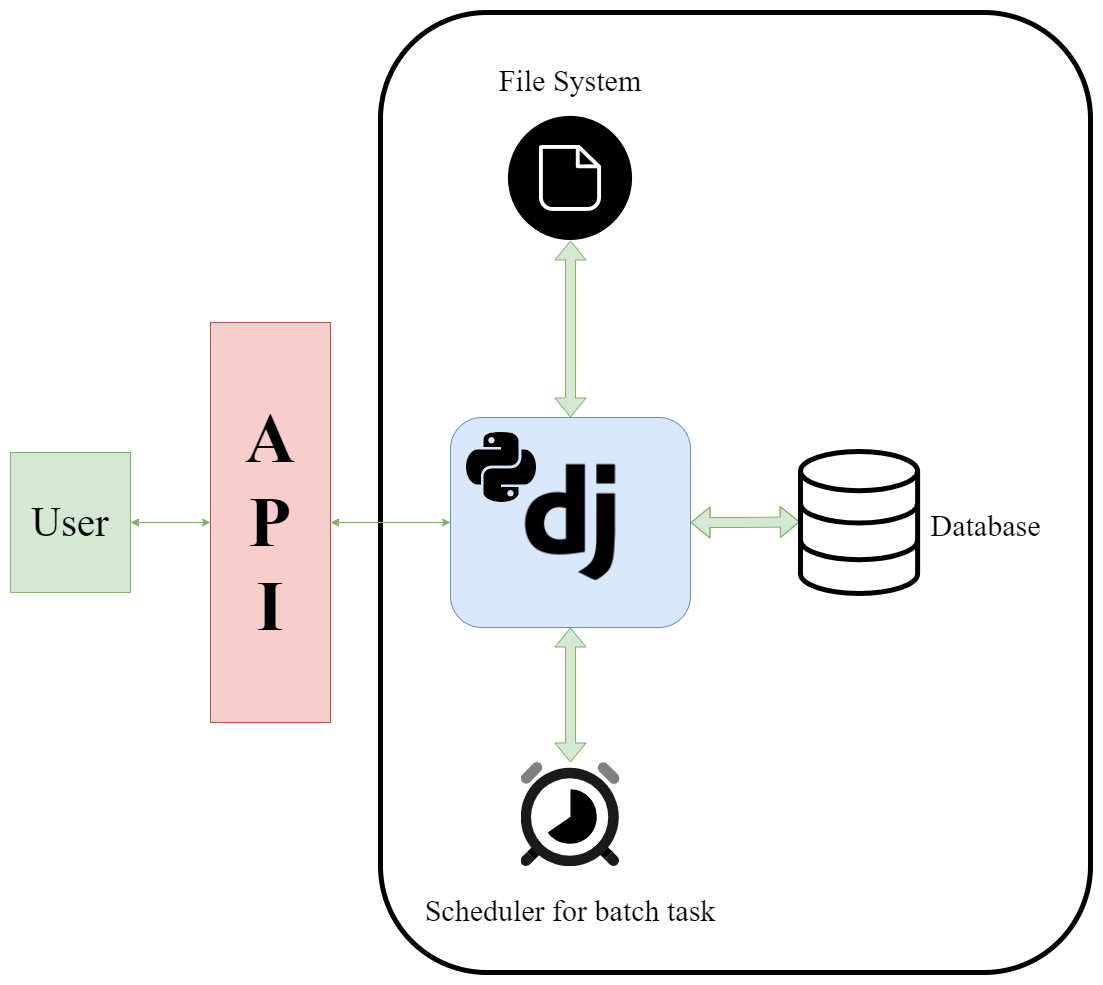 File System
User
A
P
I
dj
Database
Scheduler for batch task